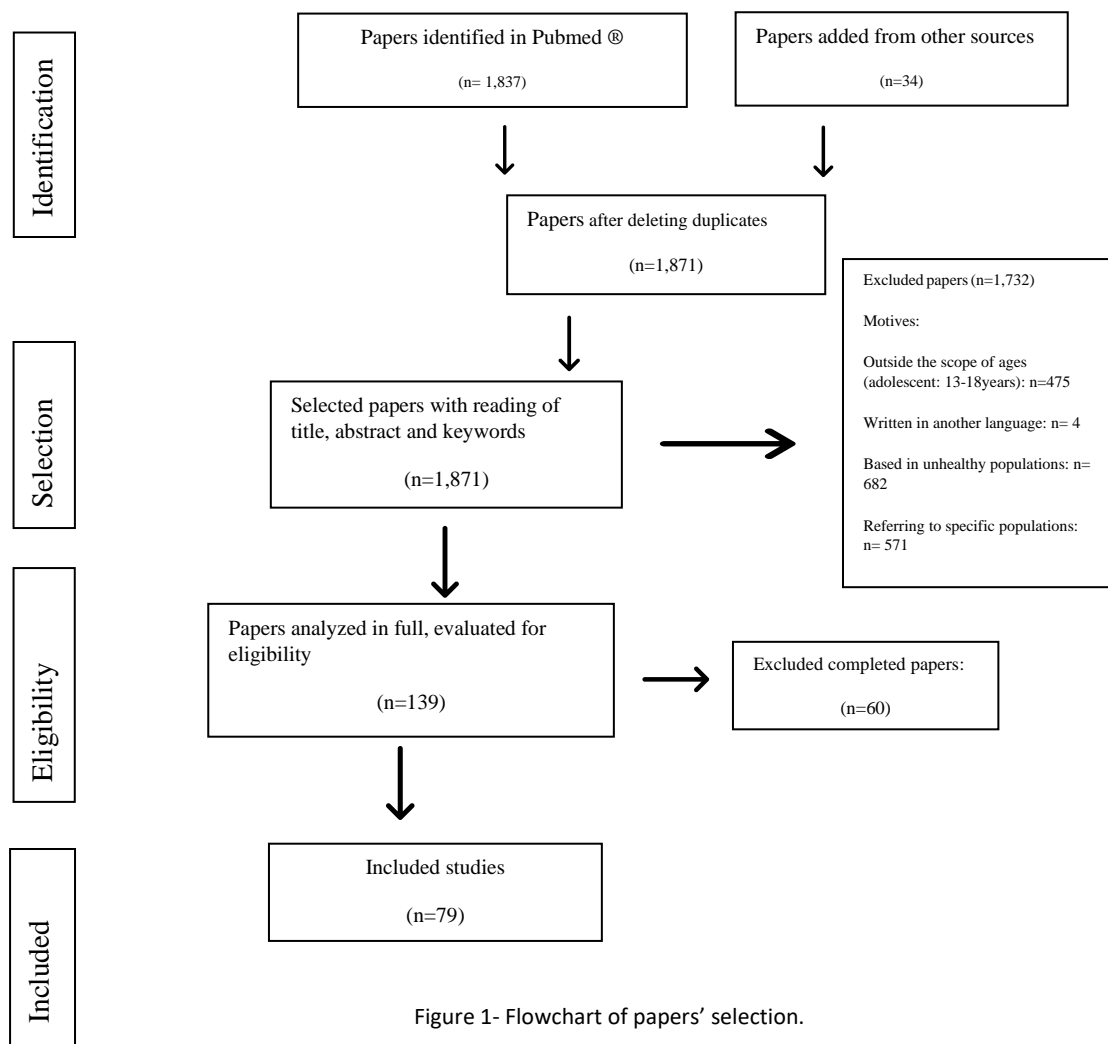 Identification
Papers identified in Pubmed ®
(n= 1,837)
Papers added from other sources
(n=34)
Papers after deleting duplicates
(n=1,871)
Selection
Selected papers with reading of
title, abstract and keywords
(n=1,871)
Excluded papers (n=1,732)
Motives:
Outside the scope of ages
(adolescent: 13-18years): n=475
Written in another language: n= 4
Based in unhealthy populations: n=
682
Referring to specific populations:
n= 571
Eligibility
Papers analyzed in full, evaluated for
eligibility
(n=139)
Excluded completed papers:
(n=60)
Included
Included studies
(n=79)
Figure 1- Flowchart of papers’ selection.